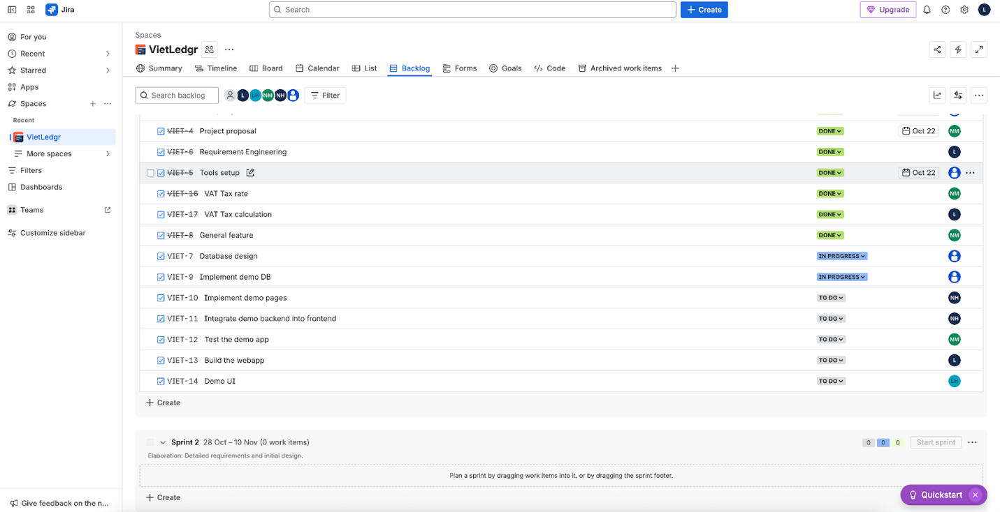 Jira
Search
Create
Upgrade
L
For you
Recent
Starred
Apps
Spaces
Recent
VietLedgr
More spaces
Filters
Dashboards
Teams
Customize sidebar
Give feedback on the n...
Spaces
VietLedgr
Summary Timeline Board Calendar List Backlog Forms Goals Code Archived work items
Search backlog L LH NM NH Filter
VIET-4 Project proposal DONE Oct 22 NM
VIET-6 Requirement Engineering DONE L
VIET-5 Tools setup DONE Oct 22
VIET-16 VAT Tax rate DONE NM
VIET-17 VAT Tax calculation DONE L
VIET-8 General feature DONE NM
VIET-7 Database design IN PROGRESS
VIET-9 Implement demo DB IN PROGRESS
VIET-10 Implement demo pages TO DO NH
VIET-11 Integrate demo backend into frontend TO DO NH
VIET-12 Test the demo app TO DO NM
VIET-13 Build the webapp TO DO L
VIET-14 Demo UI TO DO LH
Create
Sprint 2 28 Oct – 10 Nov (0 work items) 0 0 0 Start sprint
Elaboration: Detailed requirements and initial design.
Plan a sprint by dragging work items into it, or by dragging the sprint footer.
Create
Quickstart